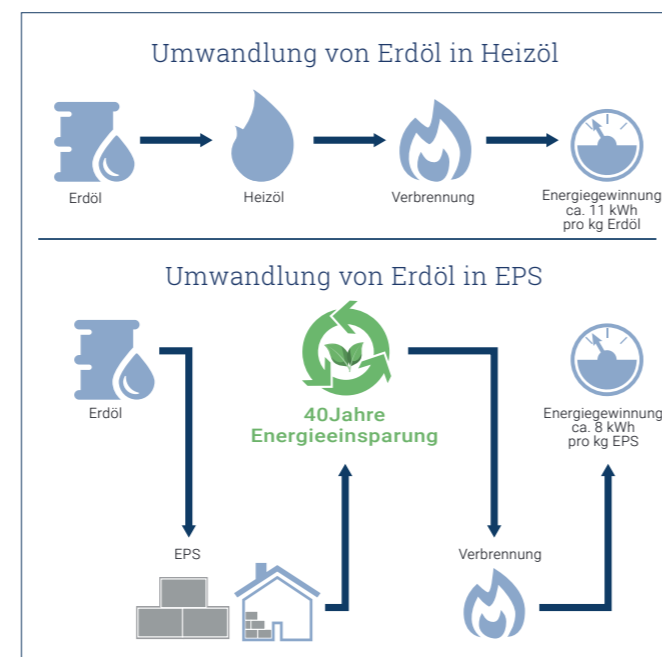 Umwandlung von Erdöl in Heizöl
Erdöl
Heizöl
Verbrennung
Energiegewinnung
ca. 11 kWh
pro kg Erdöl
Umwandlung von Erdöl in EPS
Erdöl
40Jahre
Energieeinsparung
Energiegewinnung
ca. 8 kWh
pro kg EPS
EPS
Verbrennung